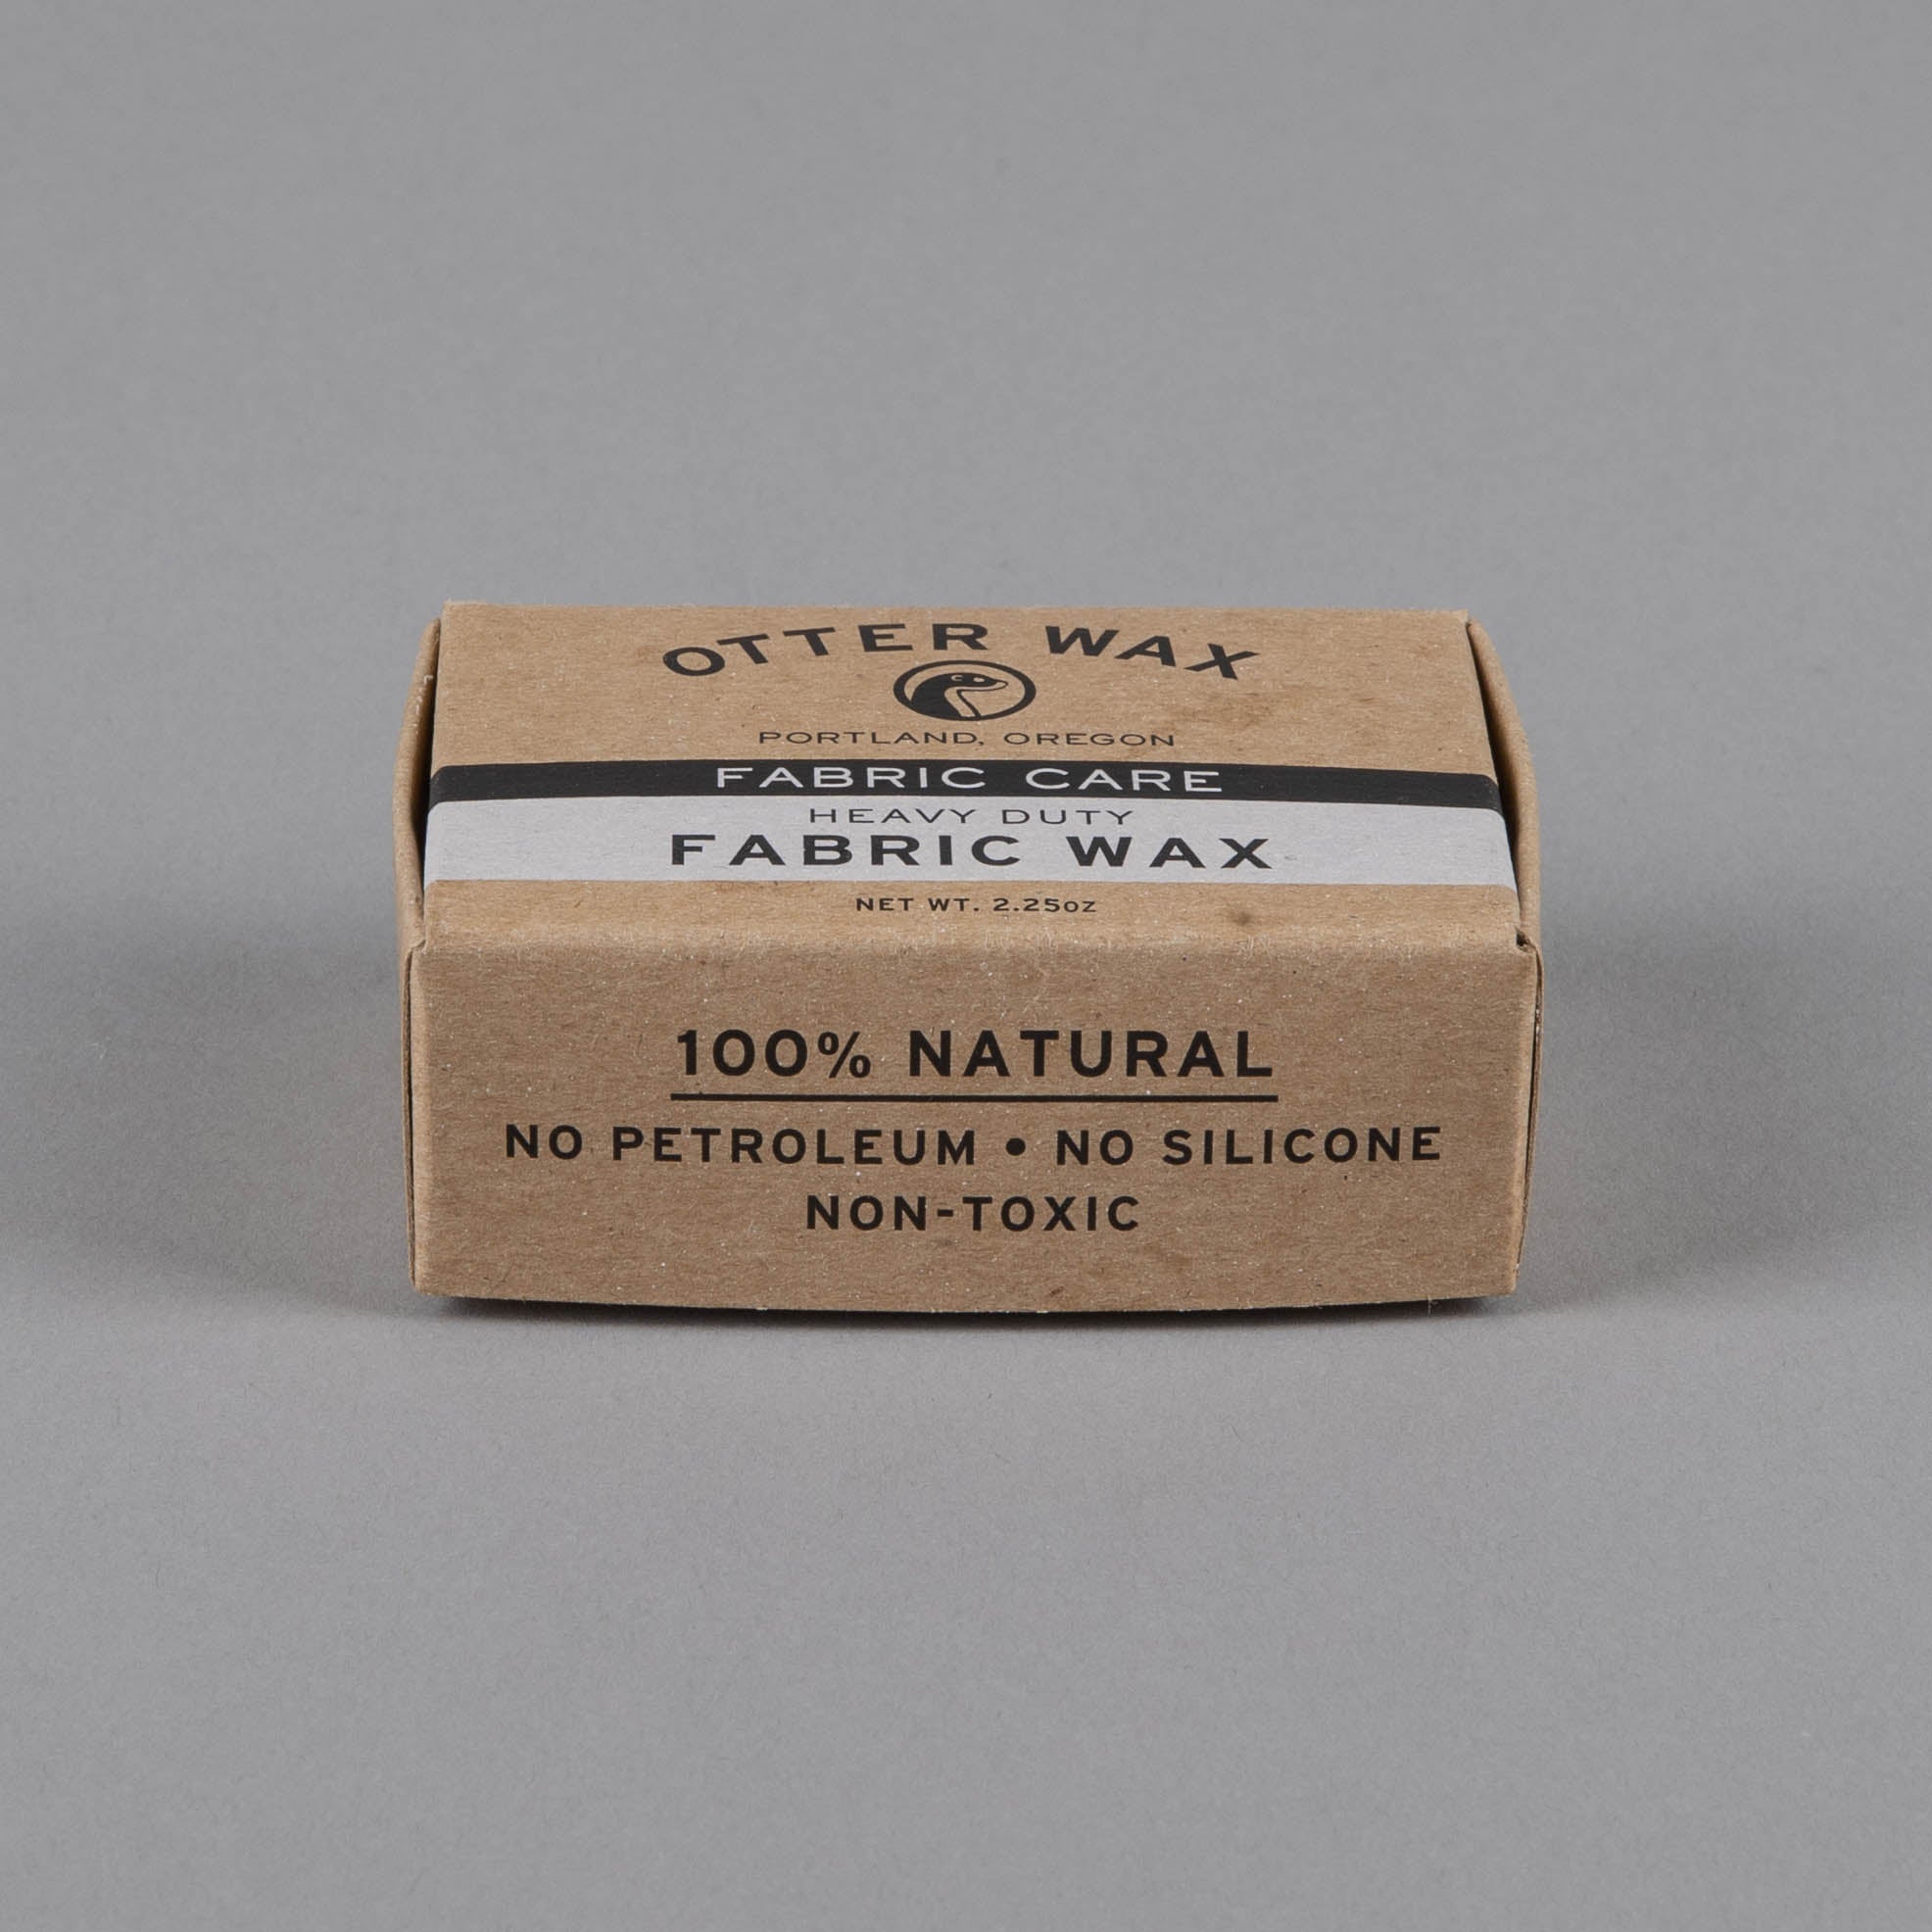 OTTER WAX
PORTLAND, OREGON
FABRIC CARE
HEAVY DUTY
FABRIC WAX
NET WT. 2.25oz
100% NATURAL
NO PETROLEUM • NO SILICONE
NON-TOXIC